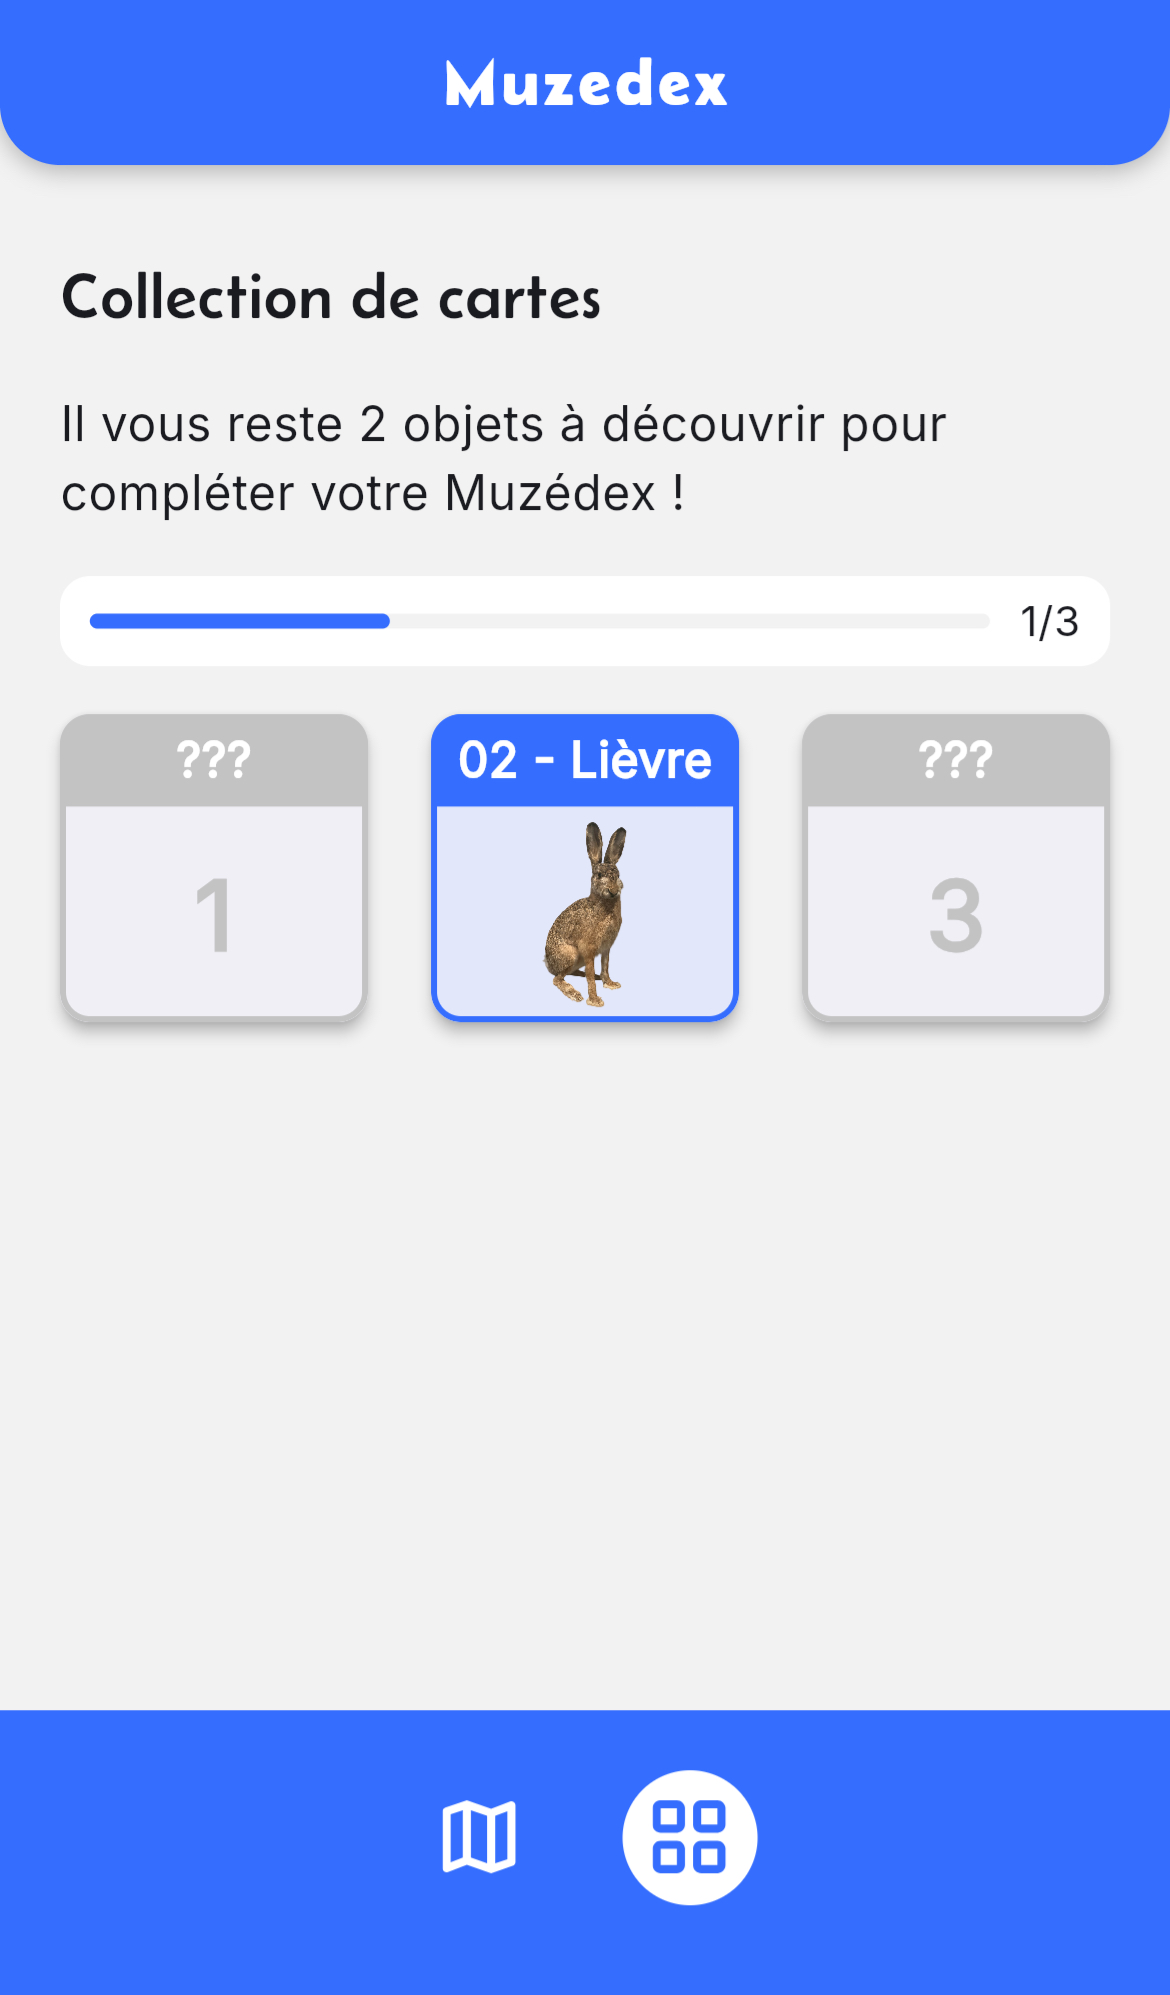 Muzedex
Collection de cartes
Il vous reste 2 objets à découvrir pour
compléter votre Muzédex !
1/3
???
02 - Lièvre
???
1
3